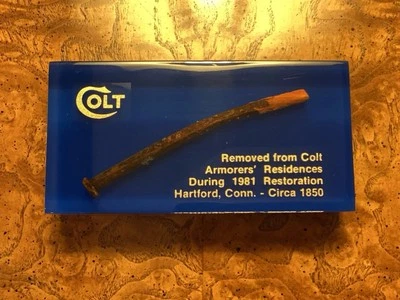 COLT
Removed from Colt
Armorers' Residences
During 1981 Restoration
Hartford, Conn. - Circa 1850